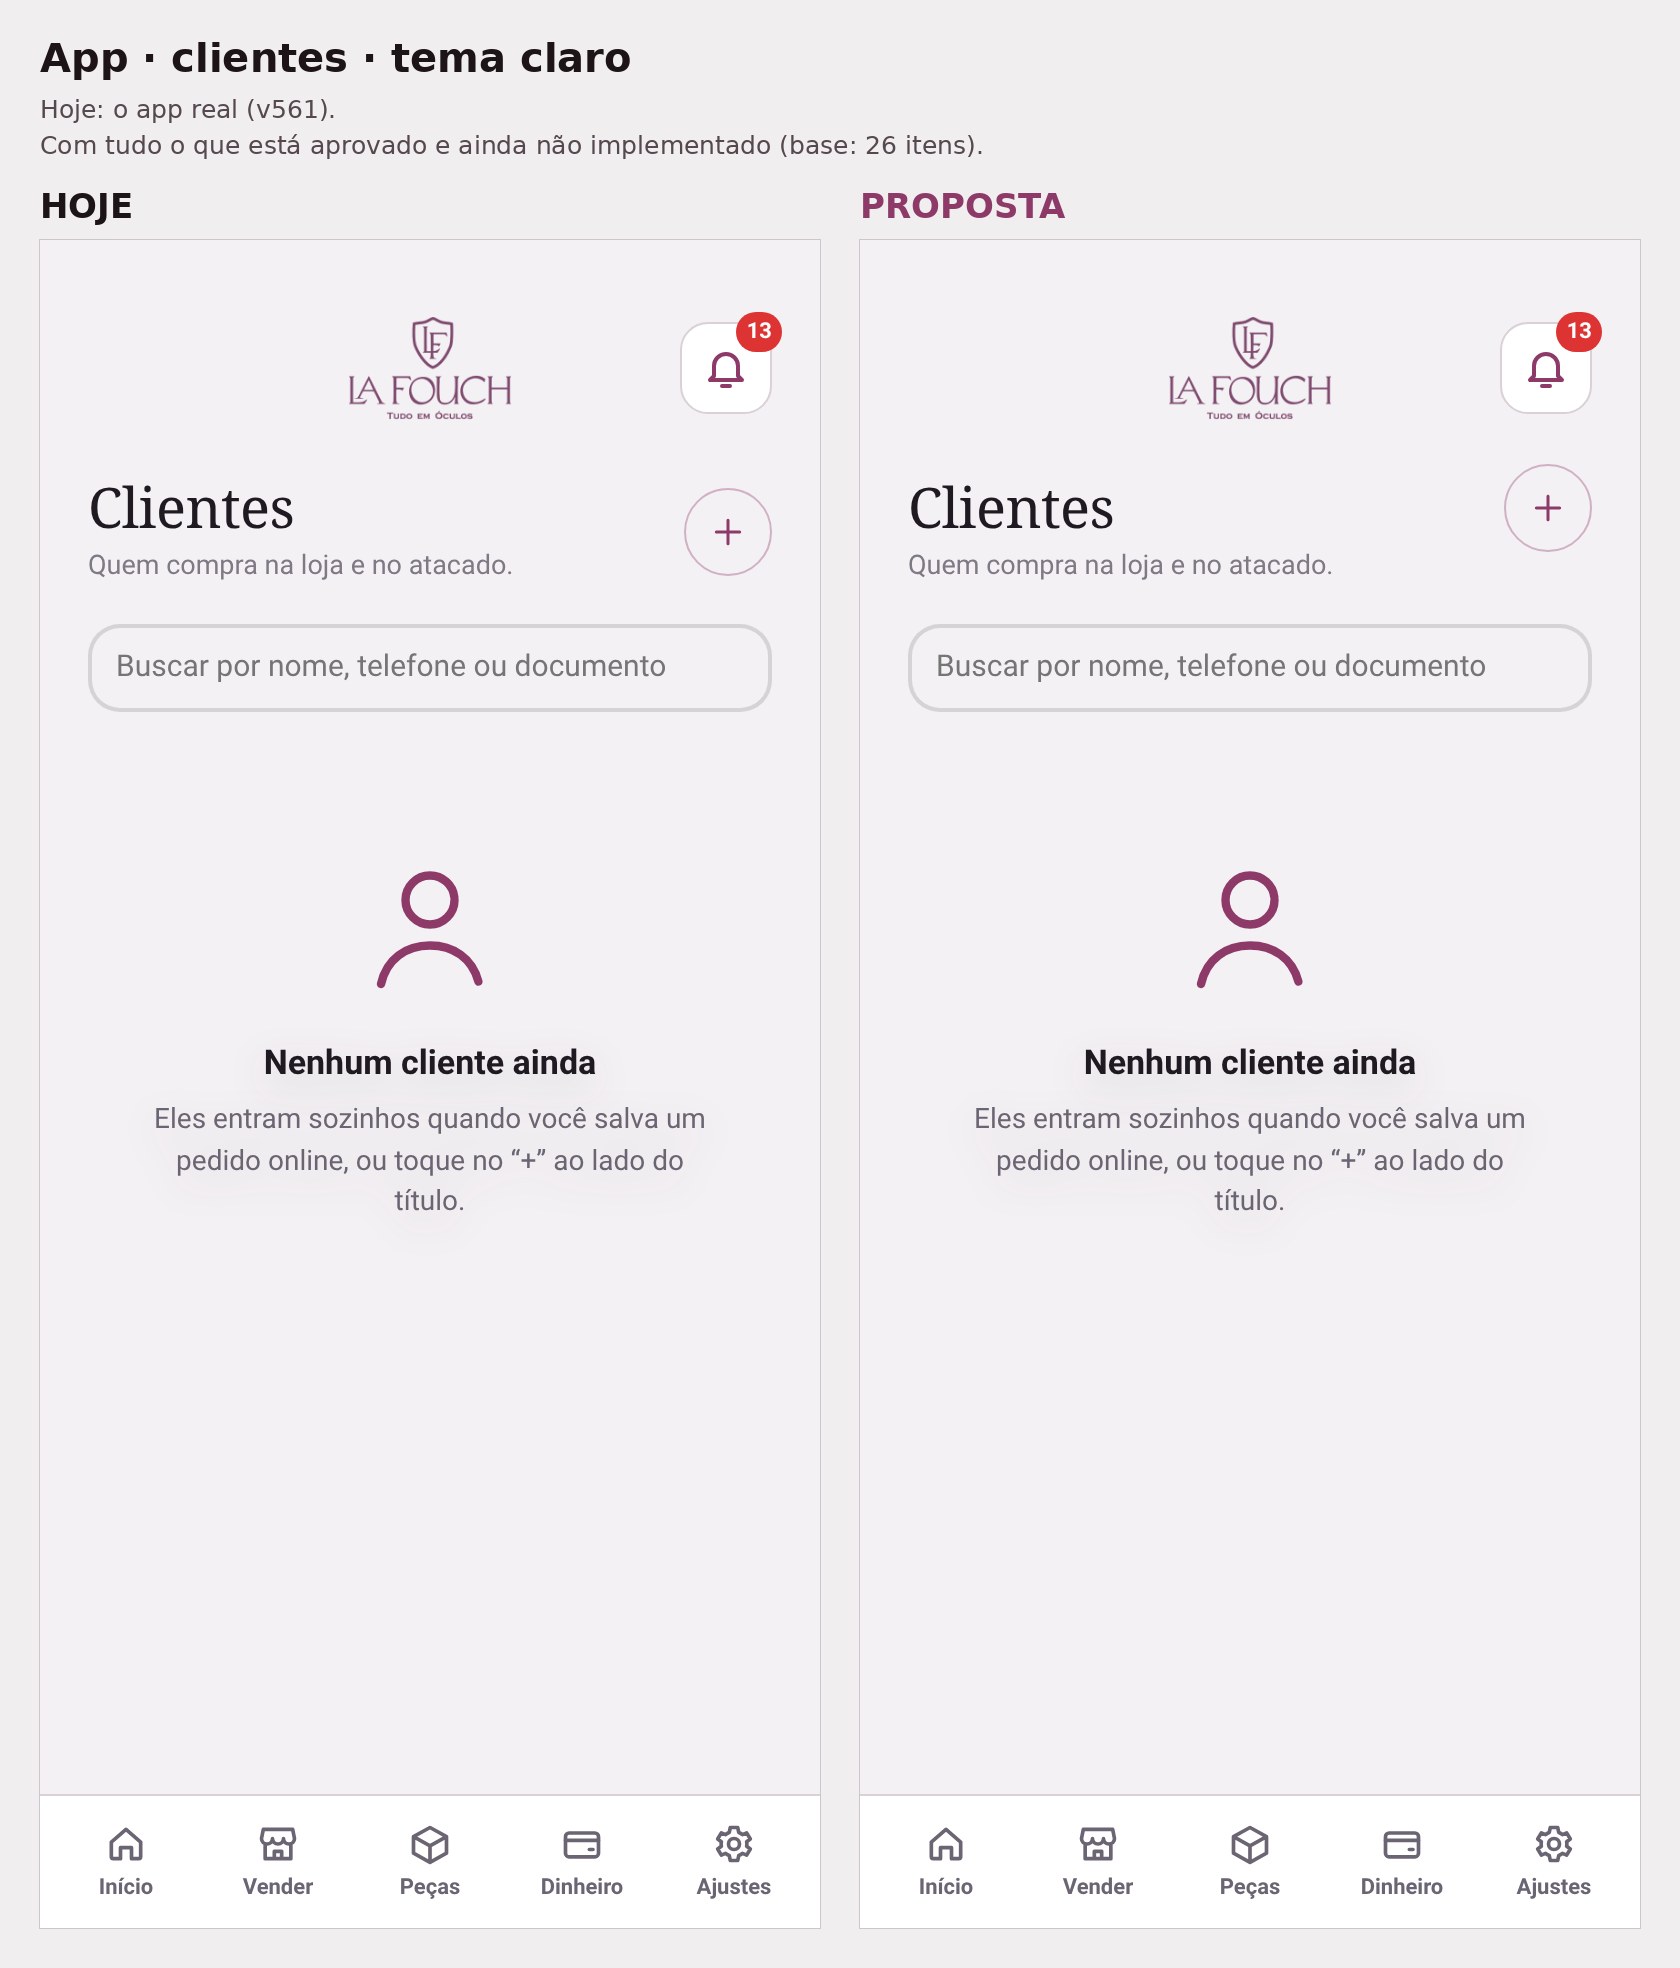 App · clientes · tema claro
Hoje: o app real (v561).
Com tudo o que está aprovado e ainda não implementado (base: 26 itens).
HOJE
LF
13
LA FOUCH
TUDO EM ÓCULOS
Clientes
+
Quem compra na loja e no atacado.
Buscar por nome, telefone ou documento
Nenhum cliente ainda
Eles entram sozinhos quando você salva um
pedido online, ou toque no “+” ao lado do
título.
Início Vender Peças Dinheiro Ajustes
PROPOSTA
LF
13
LA FOUCH
TUDO EM ÓCULOS
Clientes
+
Quem compra na loja e no atacado.
Buscar por nome, telefone ou documento
Nenhum cliente ainda
Eles entram sozinhos quando você salva um
pedido online, ou toque no “+” ao lado do
título.
Início Vender Peças Dinheiro Ajustes